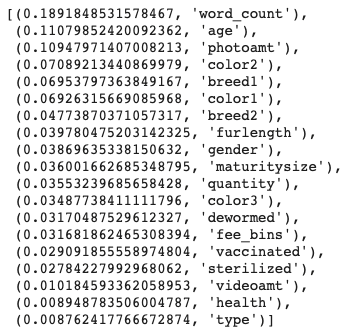 [(0.1891848531578467, 'word_count'),
(0.11079852420092362, 'age'),
(0.10947971407008213, 'photoamt'),
(0.07089213440869979, 'color2'),
(0.06953797363849167, 'breed1'),
(0.06926315669085968, 'color1'),
(0.04773870371057317, 'breed2'),
(0.039780475203142325, 'furlength'),
(0.03869635338150632, 'gender'),
(0.036001662685348795, 'maturitysize'),
(0.03553239685658428, 'quantity'),
(0.03487738411111796, 'color3'),
(0.03170487529612327, 'dewormed'),
(0.031681862465308394, 'fee_bins'),
(0.029091855558974804, 'vaccinated'),
(0.02784227992968062, 'sterilized'),
(0.010184593362058953, 'videoamt'),
(0.008948783506004787, 'health'),
(0.008762417766672874, 'type')]